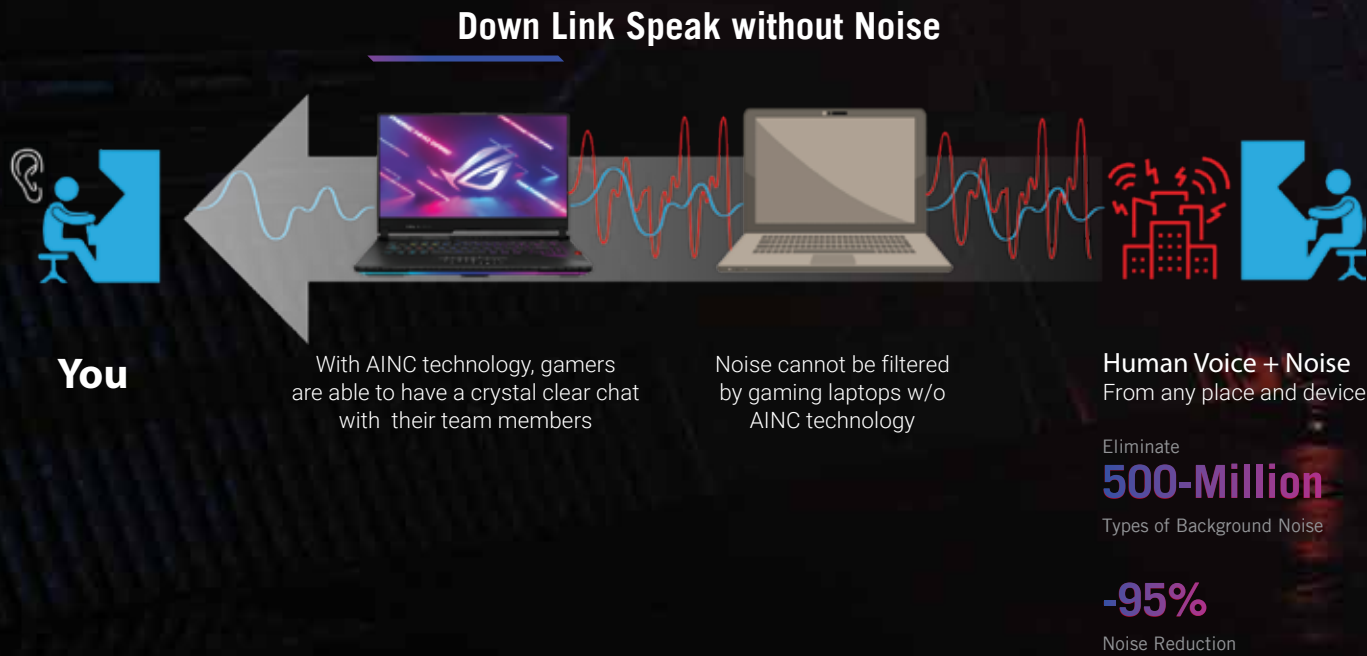 Down Link Speak without Noise
You
With AINC technology, gamers
are able to have a crystal clear chat
with their team members
Noise cannot be filtered
by gaming laptops w/o
AINC technology
Human Voice + Noise
From any place and device
Eliminate
500-Million
Types of Background Noise
-95%
Noise Reduction